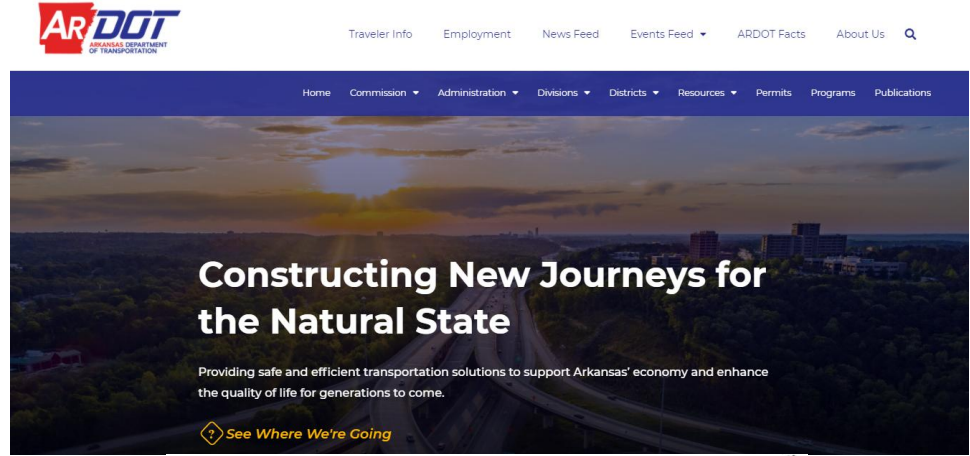 ARDOT
ARKANSAS DEPARTMENT
OF TRANSPORTATION
Traveler Info Employment News Feed Events Feed ARDOT Facts About Us
Home Commission Administration Divisions Districts Resources Permits Programs Publications
Constructing New Journeys for
the Natural State
Providing safe and efficient transportation solutions to support Arkansas' economy and enhance
the quality of life for generations to come.
? See Where We're Going